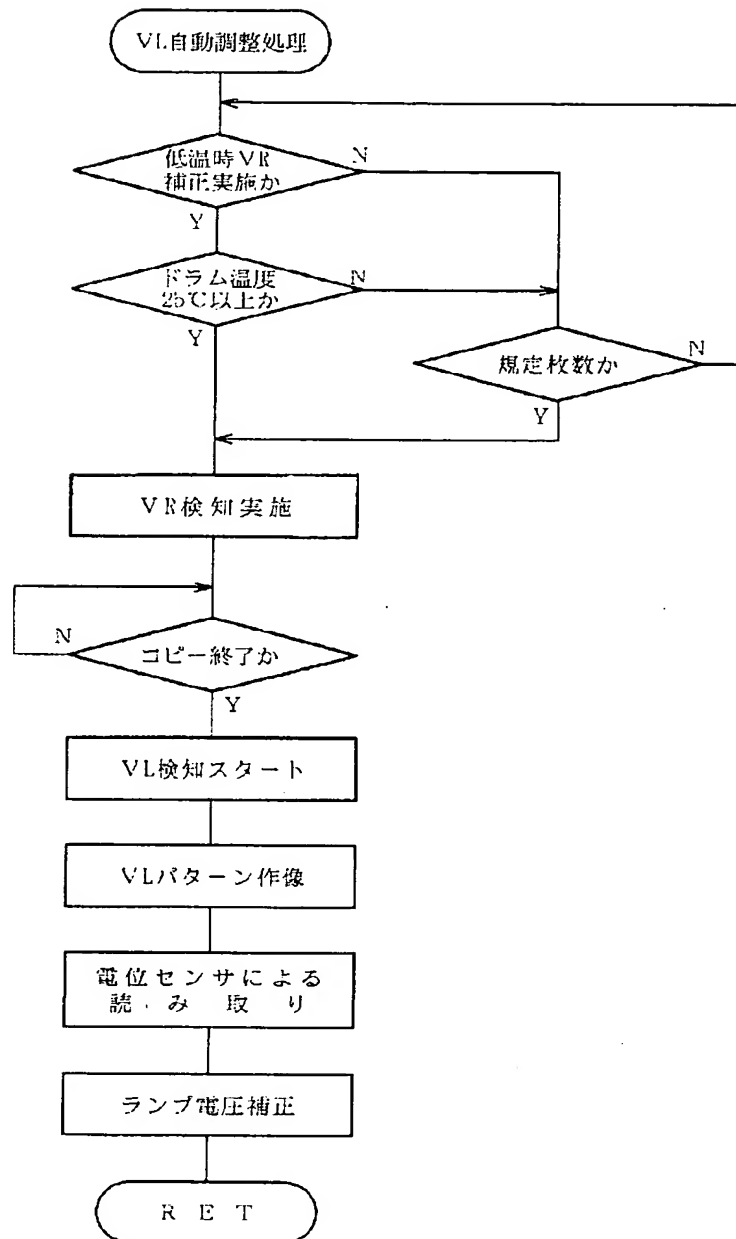 VL自動調整処理
低温時VR
補正実施か
N
Y
ドラム温度
25℃以上か
N
Y
規定枚数か
N
Y
VR検知実施
コピー終了か
N
Y
VL検知スタート
VLパターン作像
電位センサによる
読み取り
ランプ電圧補正
RET